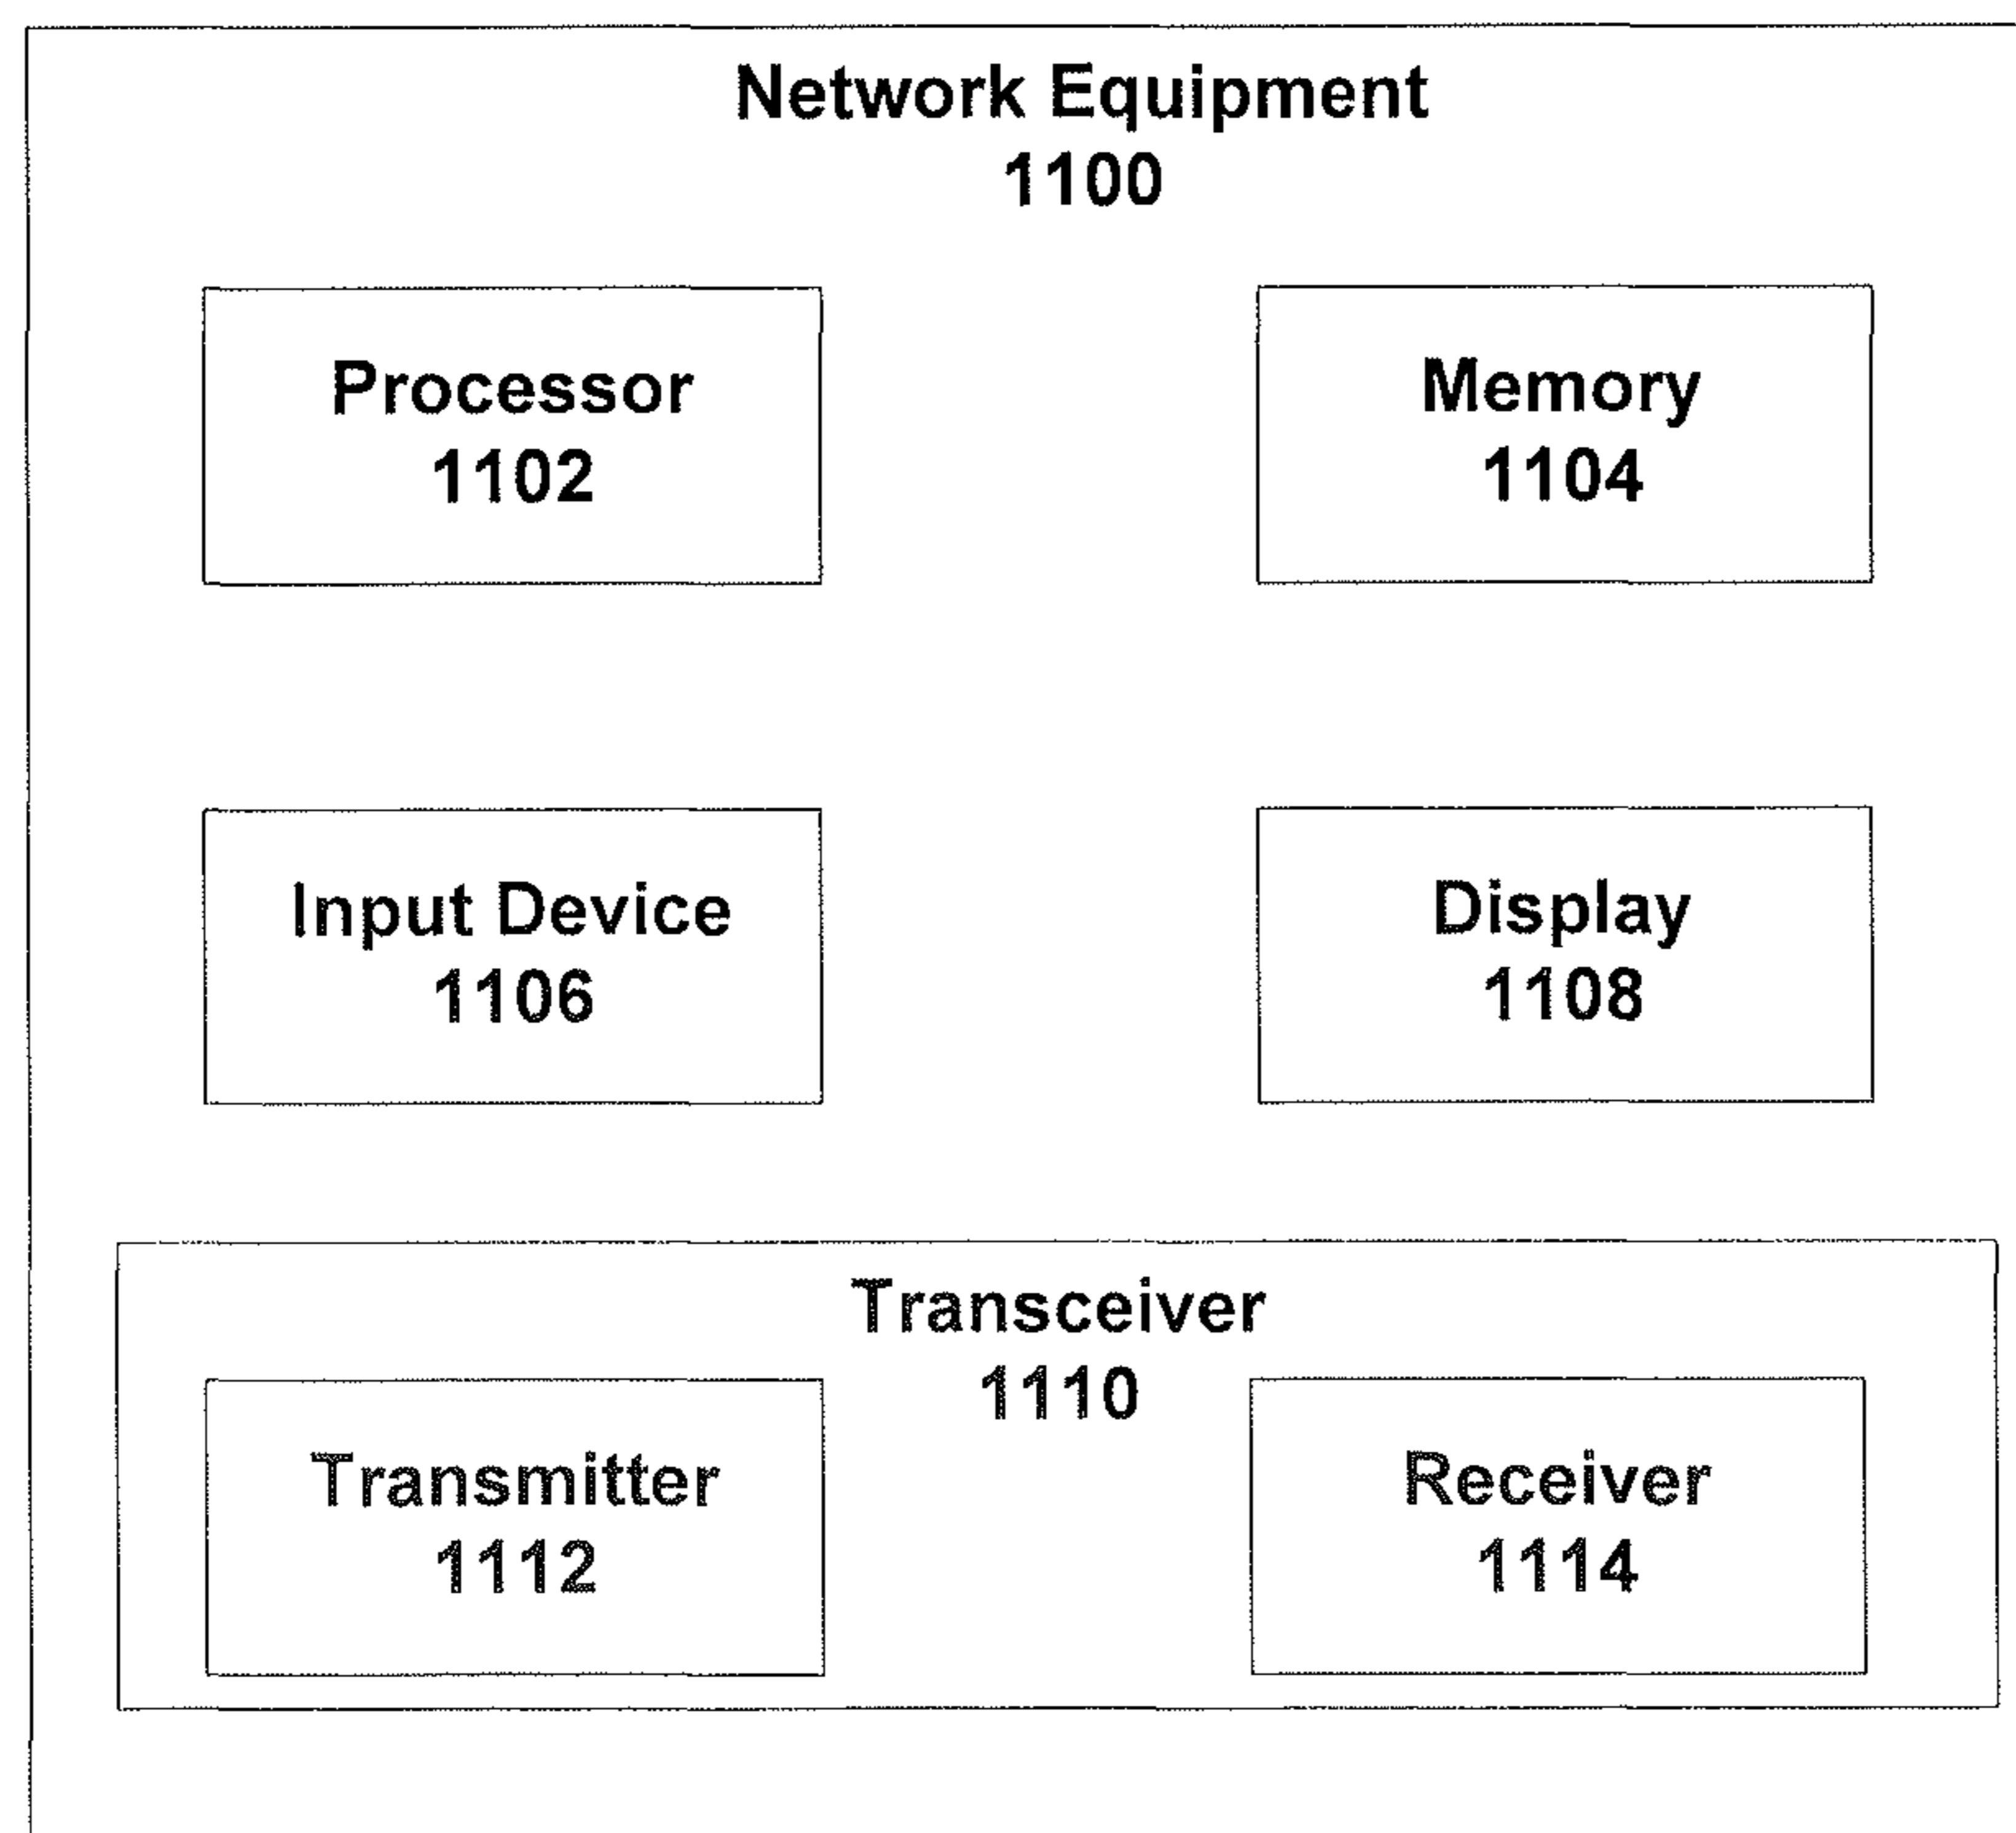 Network Equipment
1100
Processor
1102
Memory
1104
Input Device
1106
Display
1108
Transceiver
1110
Transmitter
1112
Receiver
1114